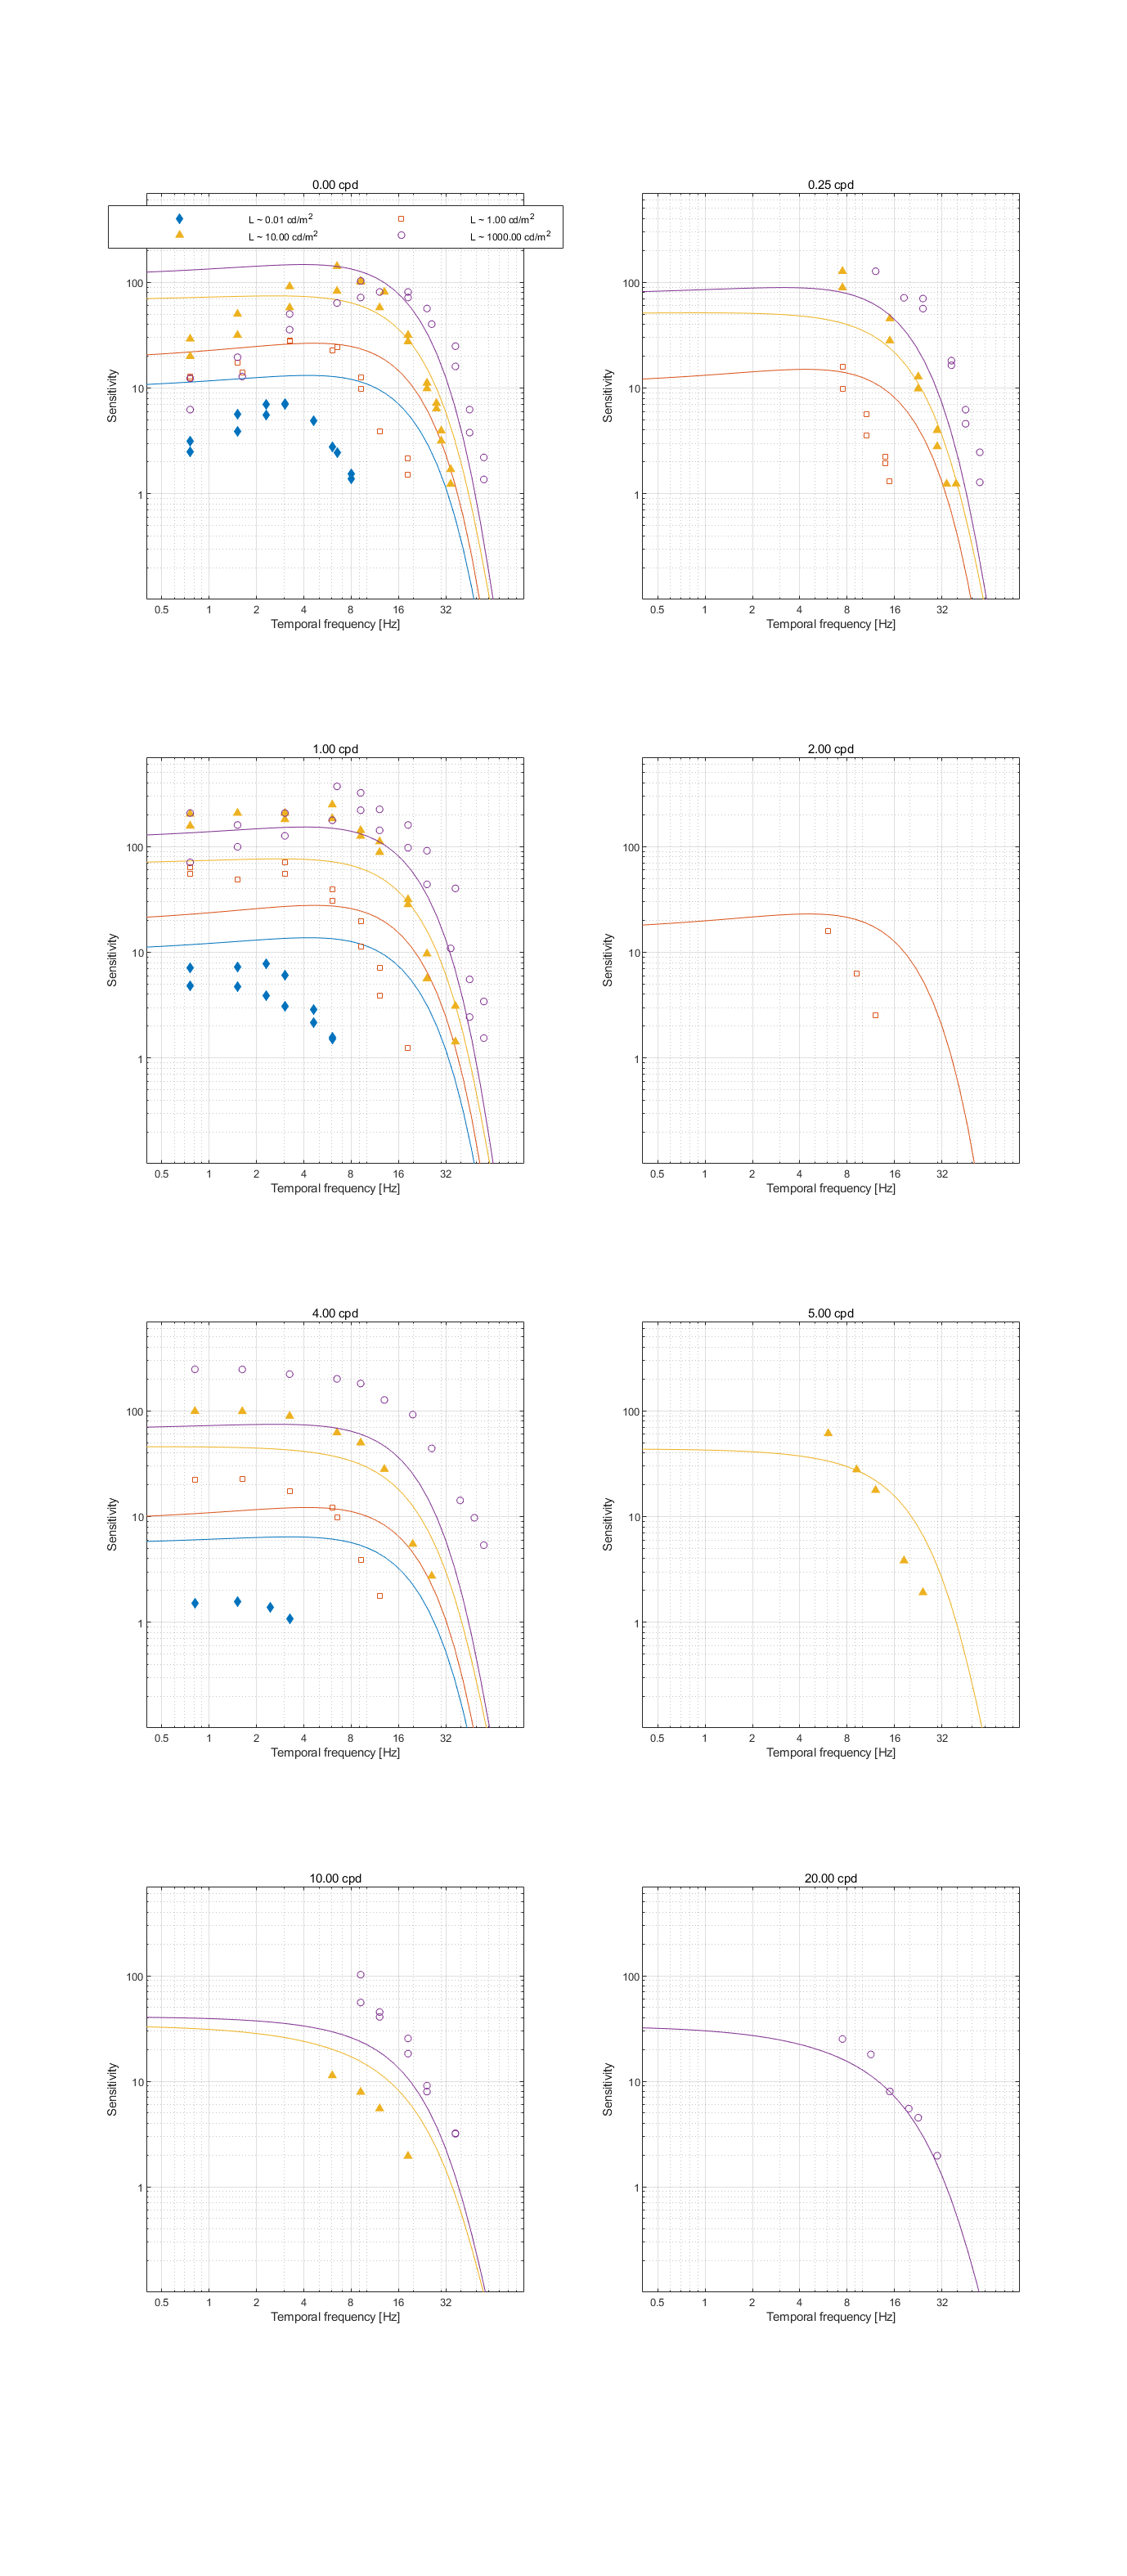 0.00 cpd
L ~ 0.01 cd/m²
L ~ 1.00 cd/m²
L ~ 10.00 cd/m²
L ~ 1000.00 cd/m²
100
10
1
Sensitivity
0.5 1 2 4 8 16 32
Temporal frequency [Hz]
0.25 cpd
100
10
1
Sensitivity
0.5 1 2 4 8 16 32
Temporal frequency [Hz]
1.00 cpd
100
10
1
Sensitivity
0.5 1 2 4 8 16 32
Temporal frequency [Hz]
2.00 cpd
100
10
1
Sensitivity
0.5 1 2 4 8 16 32
Temporal frequency [Hz]
4.00 cpd
100
10
1
Sensitivity
0.5 1 2 4 8 16 32
Temporal frequency [Hz]
5.00 cpd
100
10
1
Sensitivity
0.5 1 2 4 8 16 32
Temporal frequency [Hz]
10.00 cpd
100
10
1
Sensitivity
0.5 1 2 4 8 16 32
Temporal frequency [Hz]
20.00 cpd
100
10
1
Sensitivity
0.5 1 2 4 8 16 32
Temporal frequency [Hz]